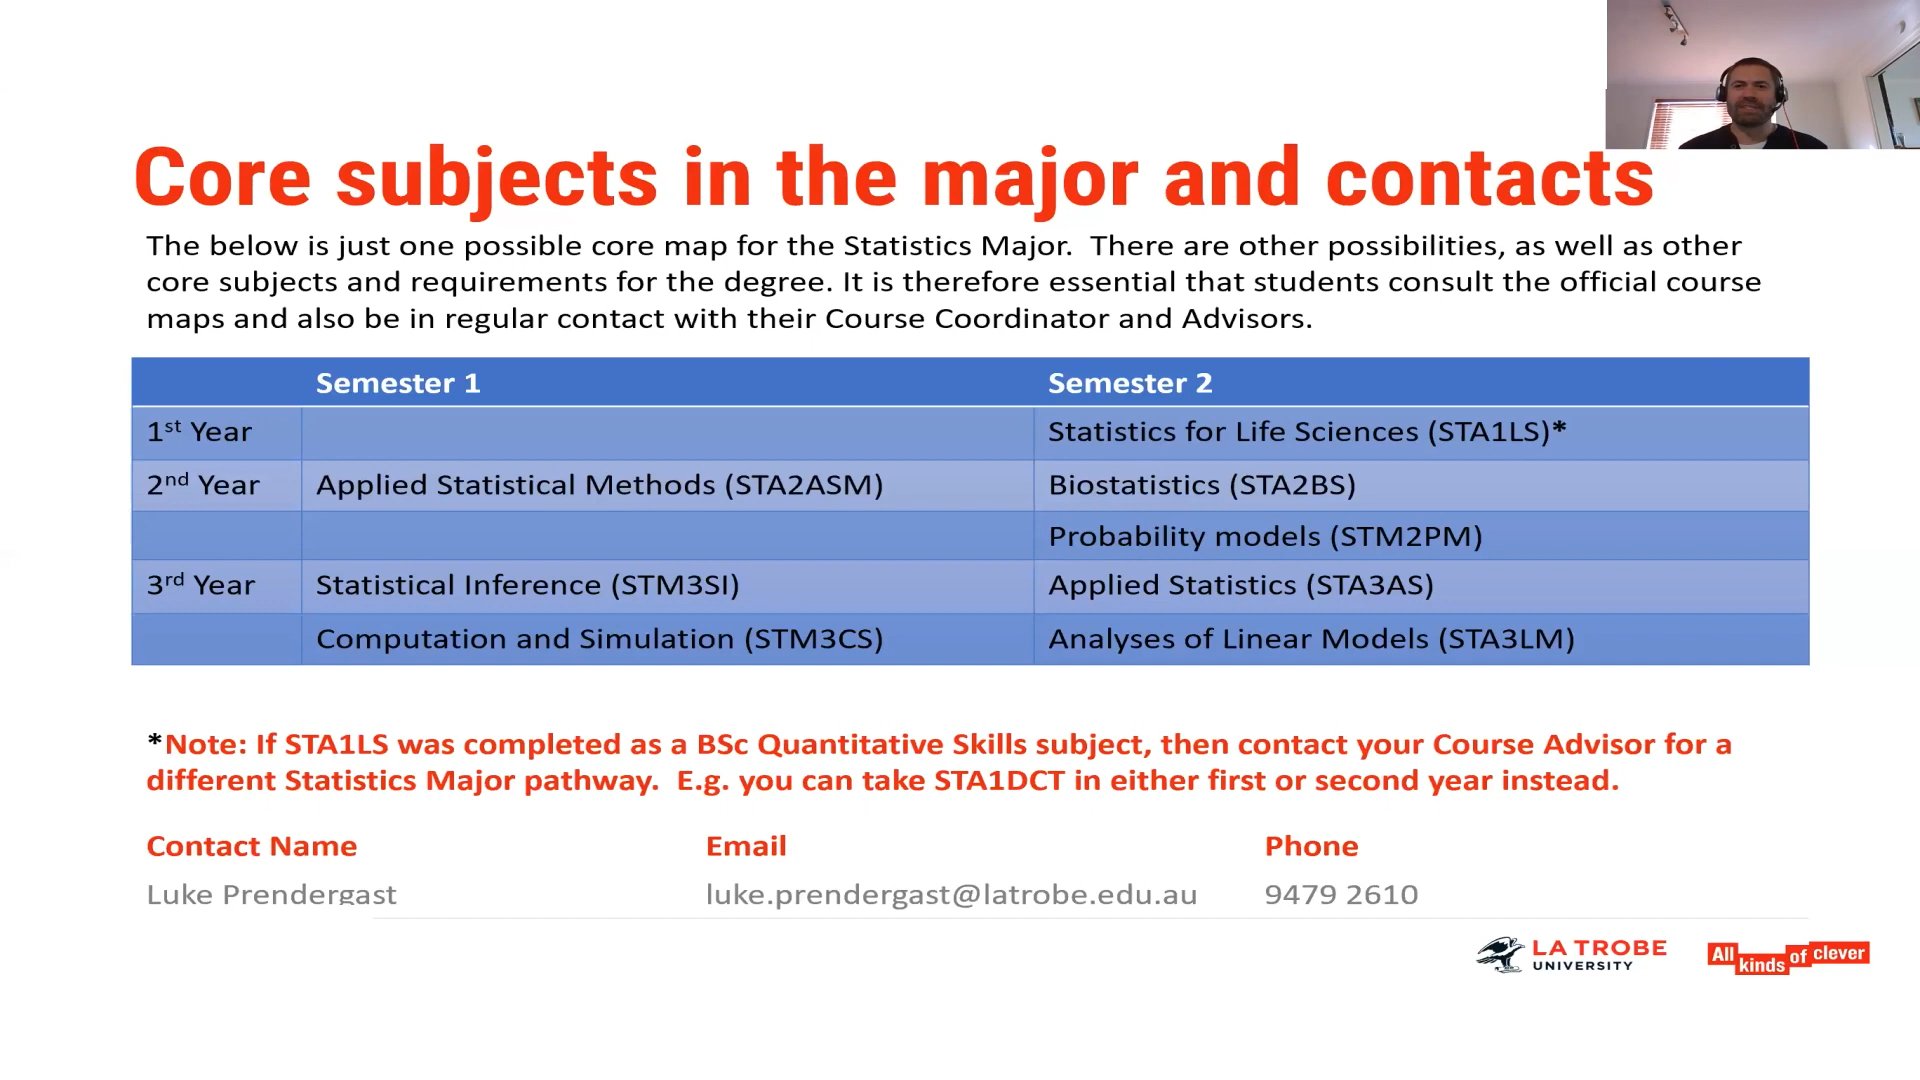 Core subjects in the major and contacts
The below is just one possible core map for the Statistics Major.  There are other possibilities, as well as other
core subjects and requirements for the degree. It is therefore essential that students consult the official course
maps and also be in regular contact with their Course Coordinator and Advisors.
Semester 1 Semester 2
1st Year Statistics for Life Sciences (STA1LS)*
2nd Year Applied Statistical Methods (STA2ASM) Biostatistics (STA2BS)
Probability models (STM2PM)
3rd Year Statistical Inference (STM3SI) Applied Statistics (STA3AS)
Computation and Simulation (STM3CS) Analyses of Linear Models (STA3LM)
*Note: If STA1LS was completed as a BSc Quantitative Skills subject, then contact your Course Advisor for a
different Statistics Major pathway.  E.g. you can take STA1DCT in either first or second year instead.
Contact Name Email Phone
Luke Prendergast luke.prendergast@latrobe.edu.au 9479 2610
LA TROBE
UNIVERSITY
All kinds of clever